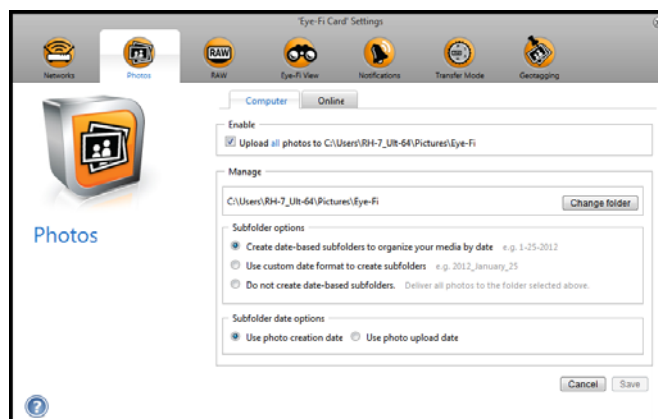 'Eye-Fi Card' Settings
Networks
Photos
RAW
RAW
Eye-Fi View
Notifications
Transfer Mode
Geotagging
Computer
Online
Enable
Upload all photos to C:\Users\RH-7_Ult-64\Pictures\Eye-Fi
Manage
C:\Users\RH-7_Ult-64\Pictures\Eye-Fi
Change folder
Photos
Subfolder options
Create date-based subfolders to organize your media by date e.g. 1-25-2012
Use custom date format to create subfolders e.g. 2012_January_25
Do not create date-based subfolders. Deliver all photos to the folder selected above.
Subfolder date options
Use photo creation date Use photo upload date
Cancel
Save
?